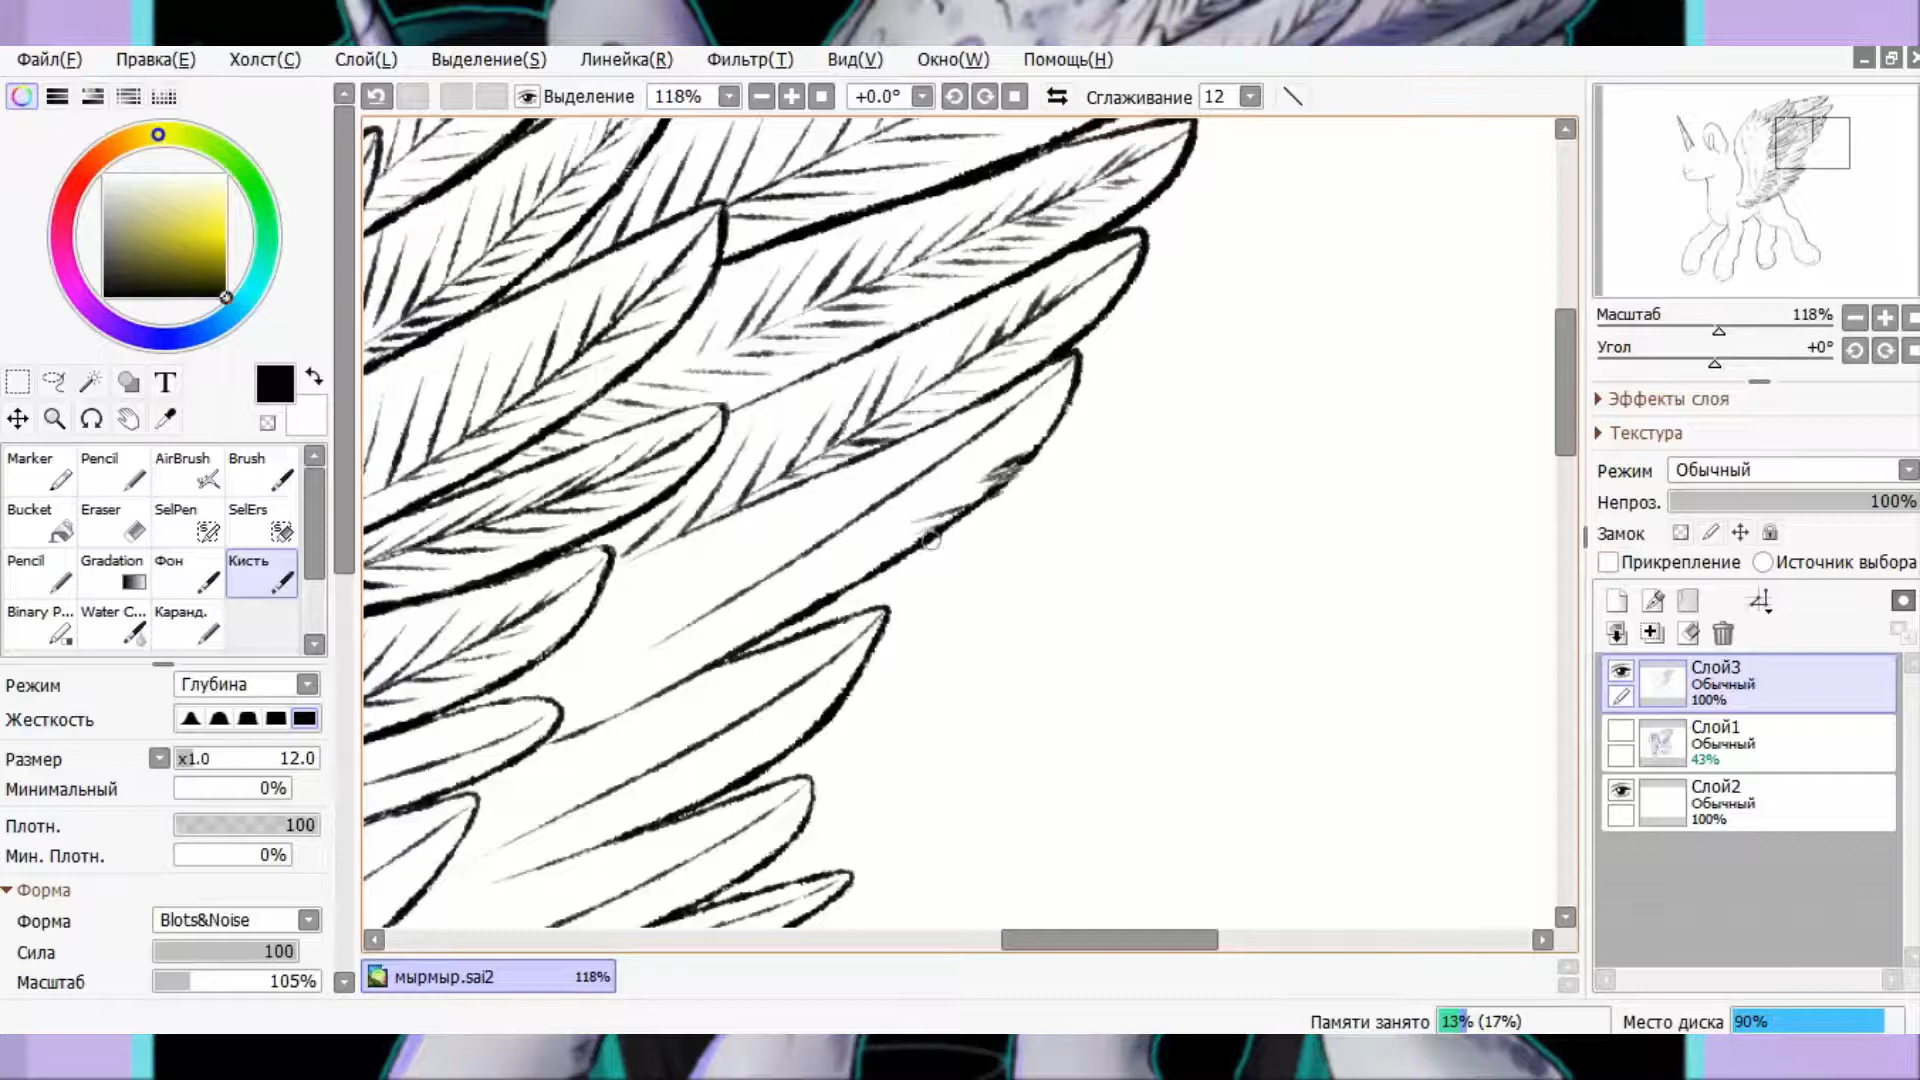 Файл(F) Правка(E) Холст(C) Слой(L) Выделение(S) Линейка(R) Фильтр(T) Вид(V) Окно(W) Помощь(H)
Выделение 118% +0.0° Сглаживание 12
Масштаб 118%
Угол +0°
T
Эффекты слоя
Текстура
Режим Обычный
Непроз. 100%
Замок
Прикрепление Источник выбора
Marker Pencil AirBrush Brush
Bucket Eraser SelPen SelErs
Pencil Gradation Фон Кисть
Binary P... Water C... Каранд.
Режим Глубина
Жесткость
Размер x1.0 12.0
Минимальный 0%
Плотн. 100
Мин. Плотн. 0%
Форма
Форма Blots&Noise
Сила 100
Масштаб 105%
Слой3
Обычный
100%
Слой1
Обычный
43%
Слой2
Обычный
100%
мырмыр.sai2 118%
Памяти занято 13% (17%) Место диска 90%